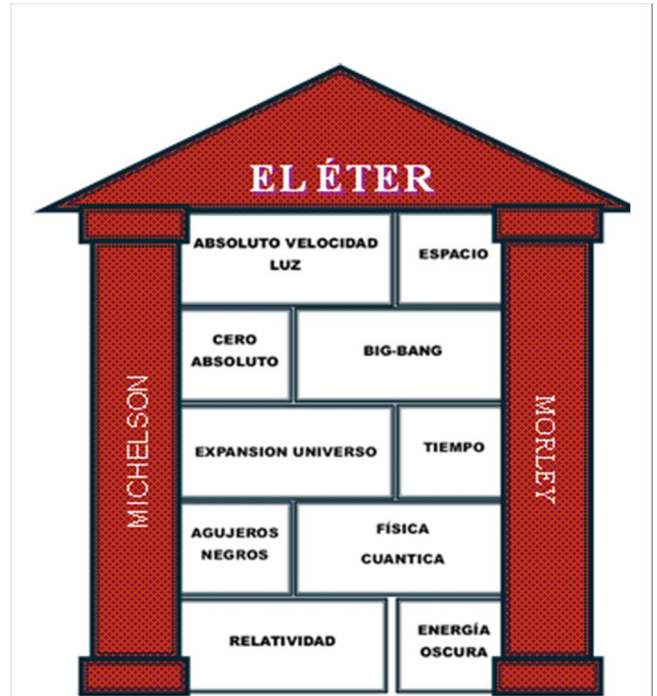 EL ÉTER
ABSOLUTO VELOCIDAD
LUZ
ESPACIO
CERO
ABSOLUTO
BIG-BANG
EXPANSION UNIVERSO
TIEMPO
AGUJEROS
NEGROS
FÍSICA
CUANTICA
RELATIVIDAD
ENERGÍA
OSCURA
MICHELSON
MORLEY